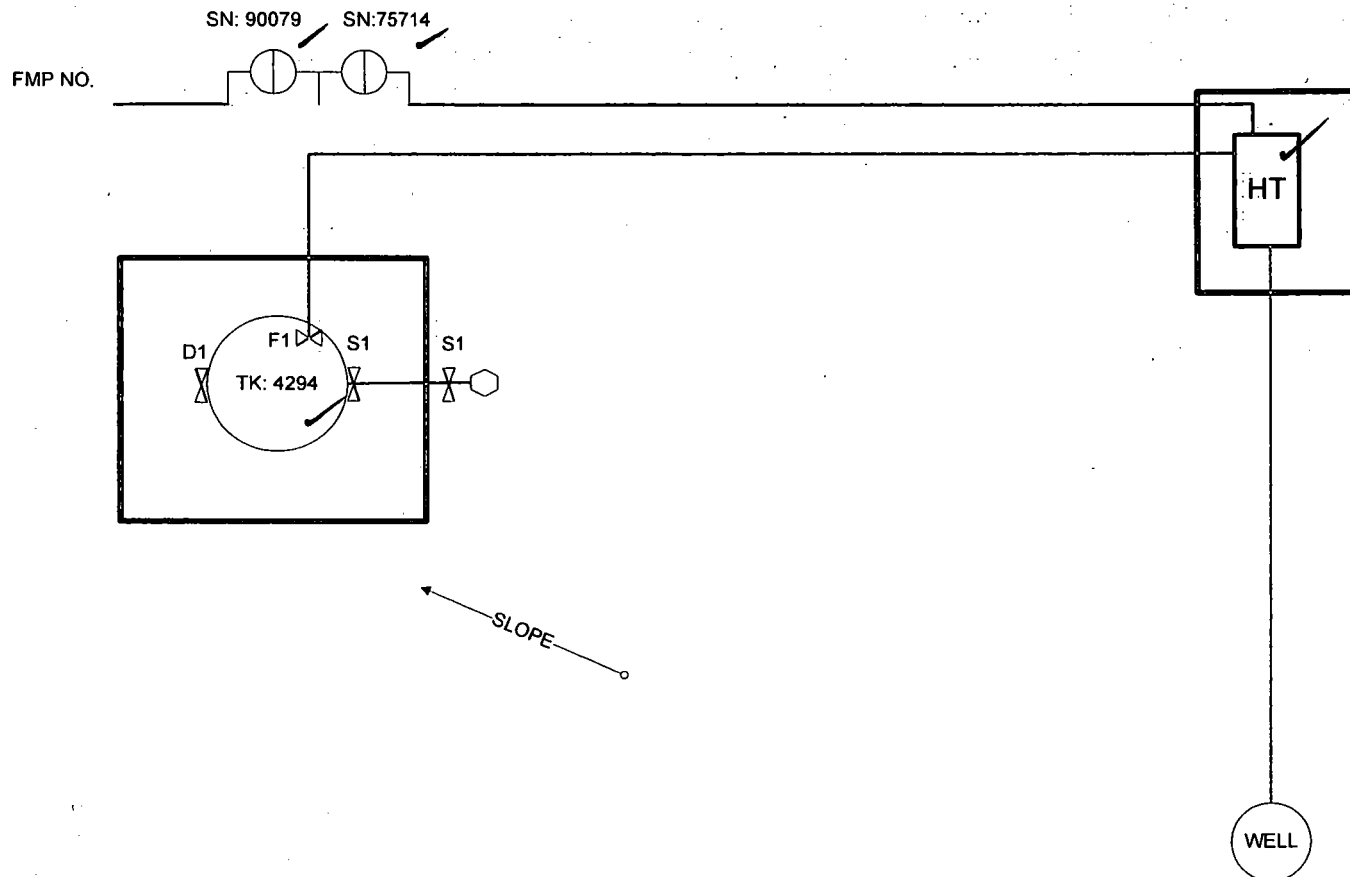 SN: 90079 SN:75714
FMP NO.
HT
D1 F1 S1 S1
TK: 4294
SLOPE
WELL